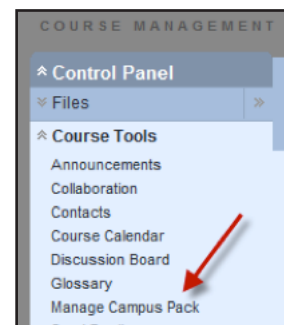 COURSE MANAGEMENT
Control Panel
Files
Course Tools
Announcements
Collaboration
Contacts
Course Calendar
Discussion Board
Glossary
Manage Campus Pack